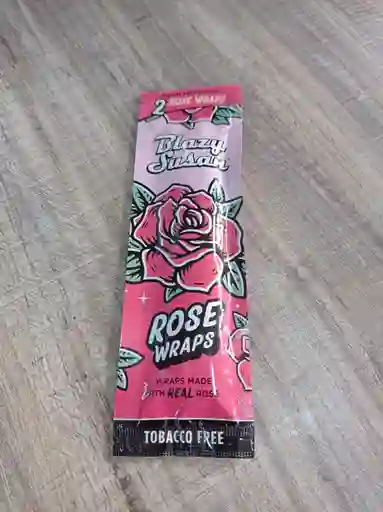 2 ROSE WRAPS
Blazy
Susan
ROSE
WRAPS
WRAPS MADE
WITH REAL ROSE
TOBACCO FREE